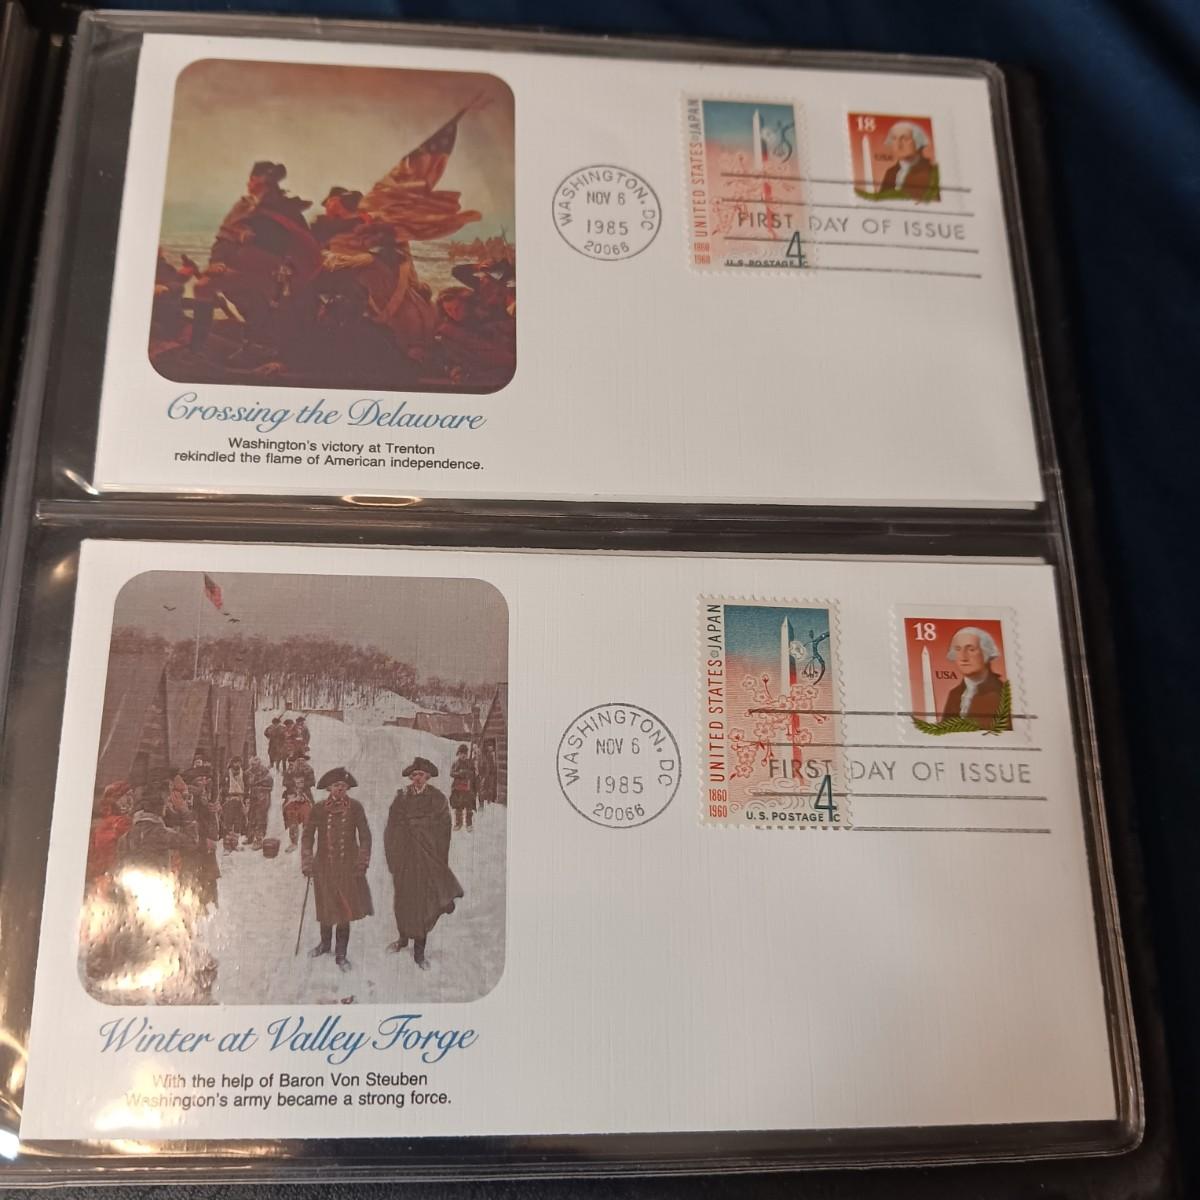 WASHINGTON, DC
NOV 6
1985
20066
UNITED STATES JAPAN
1860
1960
4c
U.S. POSTAGE
18
USA
FIRST DAY OF ISSUE
Crossing the Delaware
Washington's victory at Trenton
rekindled the flame of American independence.
WASHINGTON, DC
NOV 6
1985
20066
UNITED STATES JAPAN
1860
1960
4c
U.S. POSTAGE
18
USA
FIRST DAY OF ISSUE
Winter at Valley Forge
With the help of Baron Von Steuben
Washington's army became a strong force.